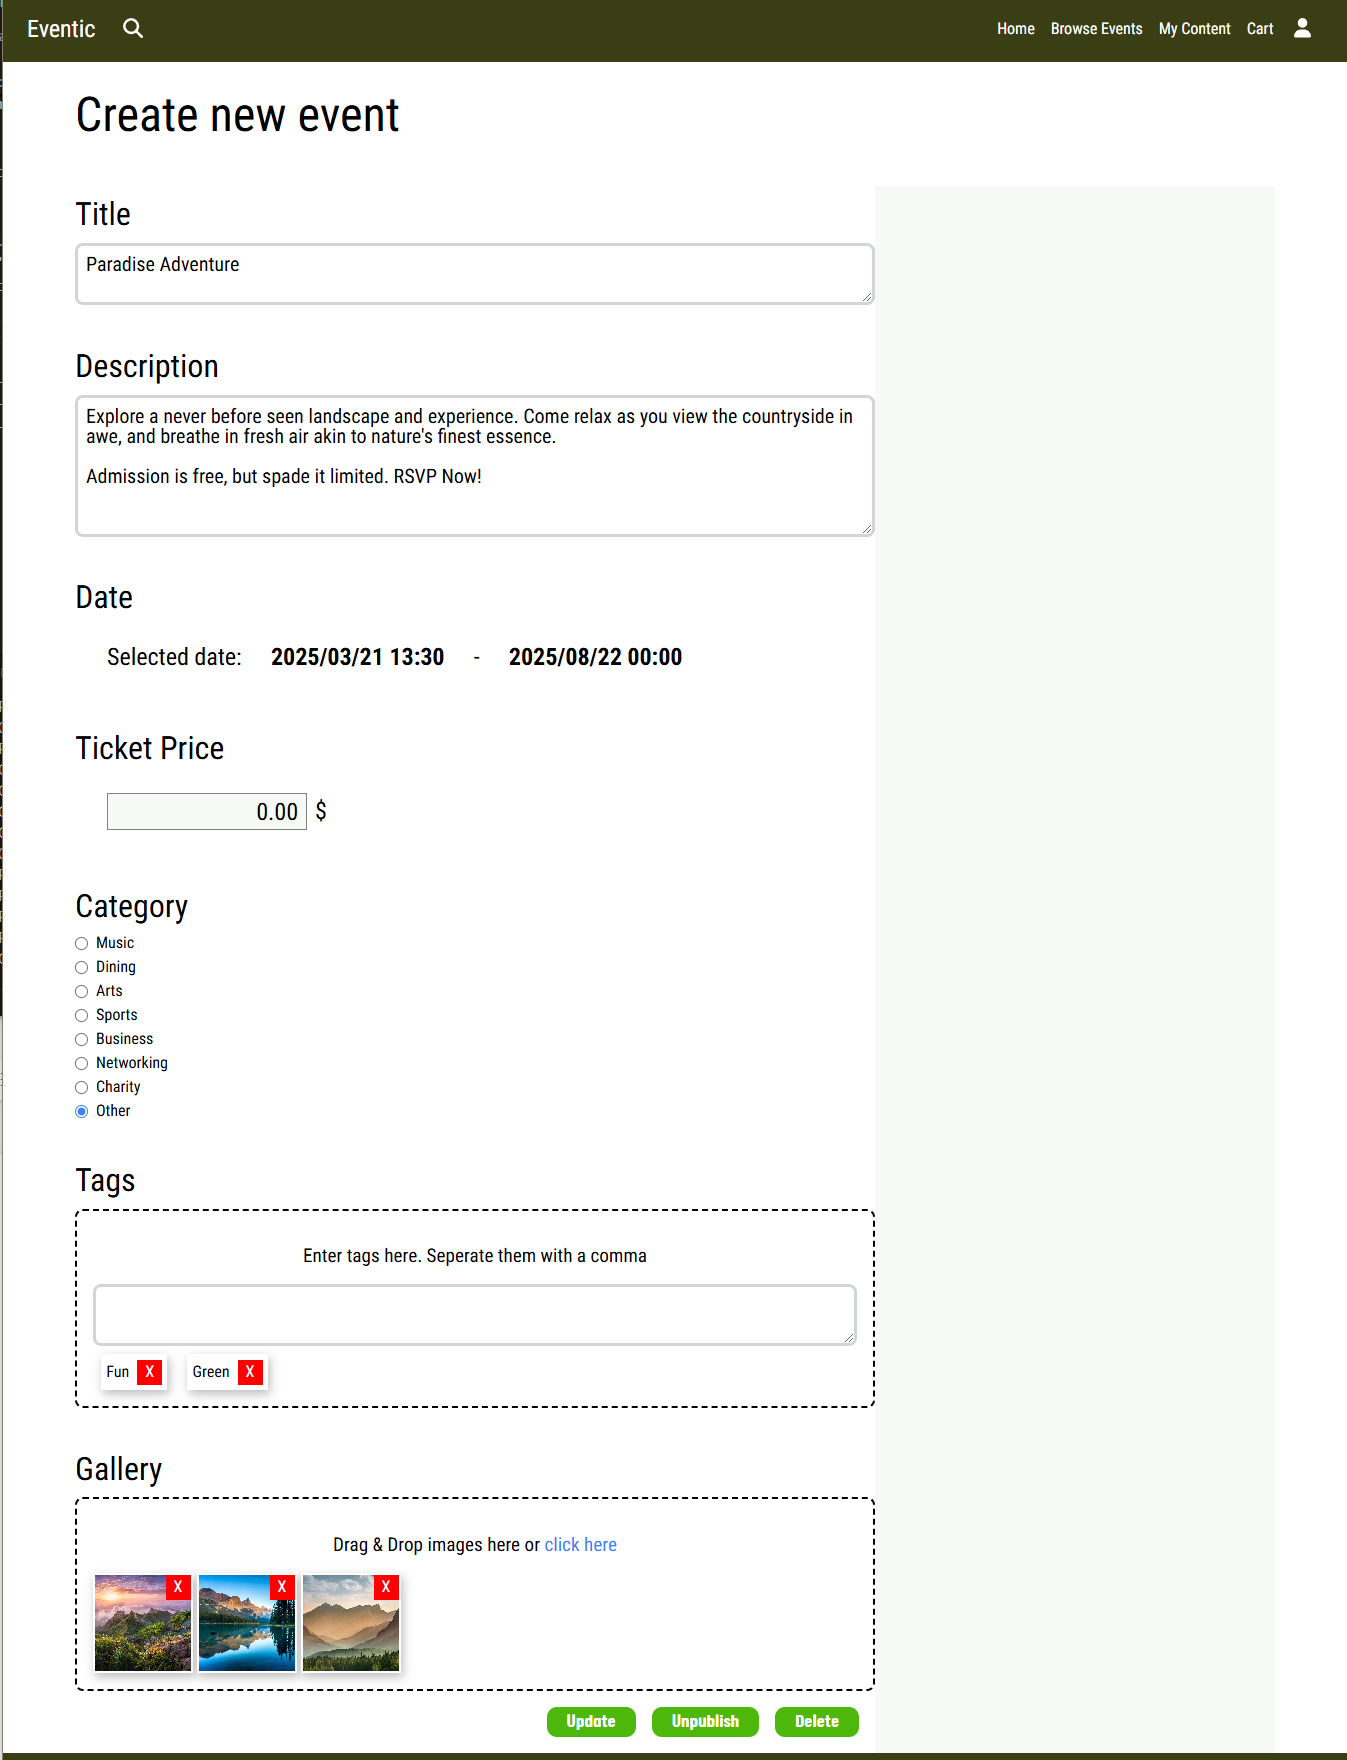 Eventic
Home Browse Events My Content Cart
Create new event
Title
Paradise Adventure
Description
Explore a never before seen landscape and experience. Come relax as you view the countryside in
awe, and breathe in fresh air akin to nature's finest essence.
Admission is free, but spade it limited. RSVP Now!
Date
Selected date: 2025/03/21 13:30 - 2025/08/22 00:00
Ticket Price
0.00 $
Category
Music
Dining
Arts
Sports
Business
Networking
Charity
Other
Tags
Enter tags here. Seperate them with a comma
Fun X Green X
Gallery
Drag & Drop images here or click here
X X X
Update Unpublish Delete